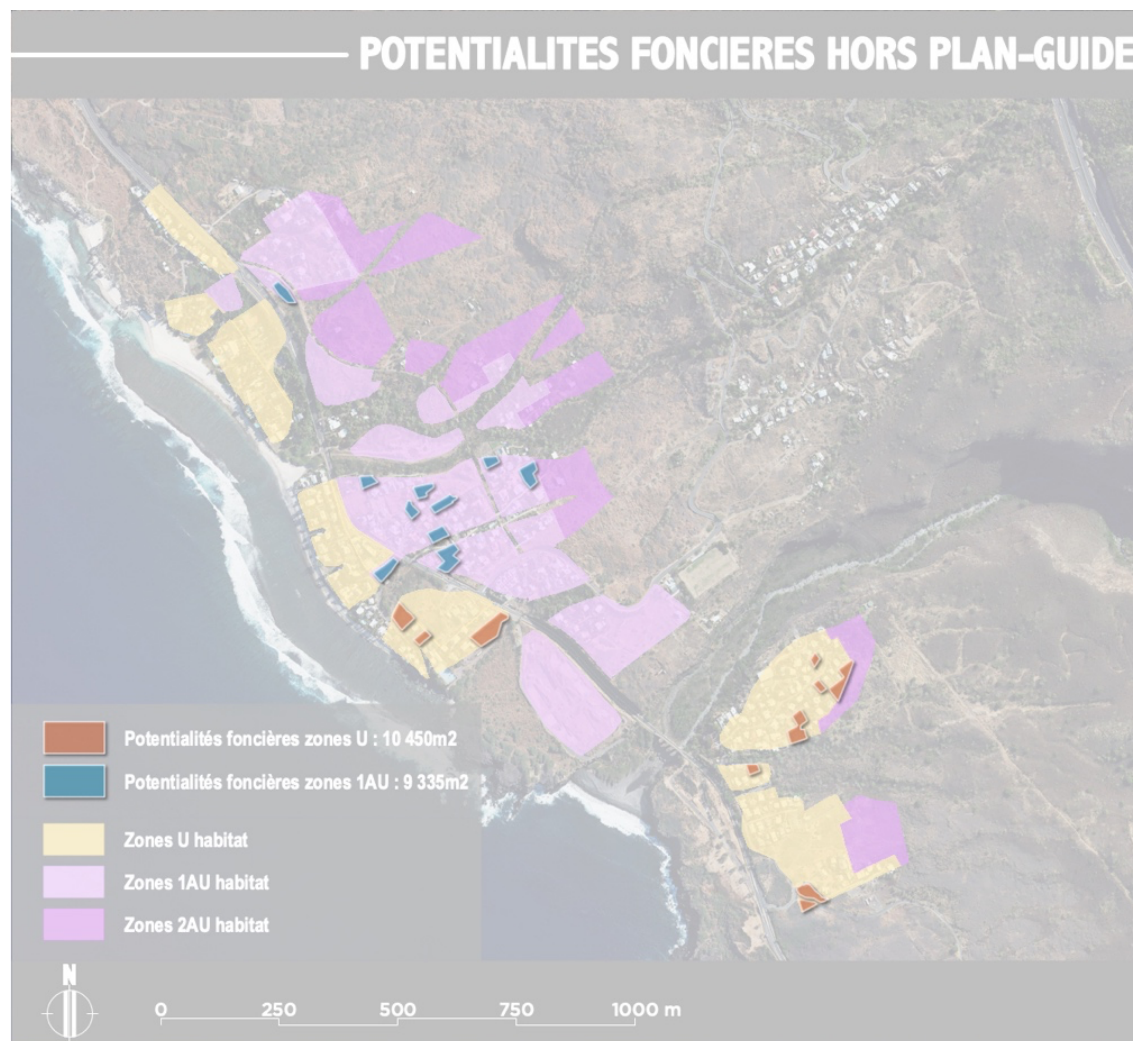 POTENTIALITES FONCIERES HORS PLAN-GUIDE
Potentialités foncières zones U : 10 450m2
Potentialités foncières zones 1AU : 9 335m2
Zones U habitat
Zones 1AU habitat
Zones 2AU habitat
N
0 250 500 750 1000 m